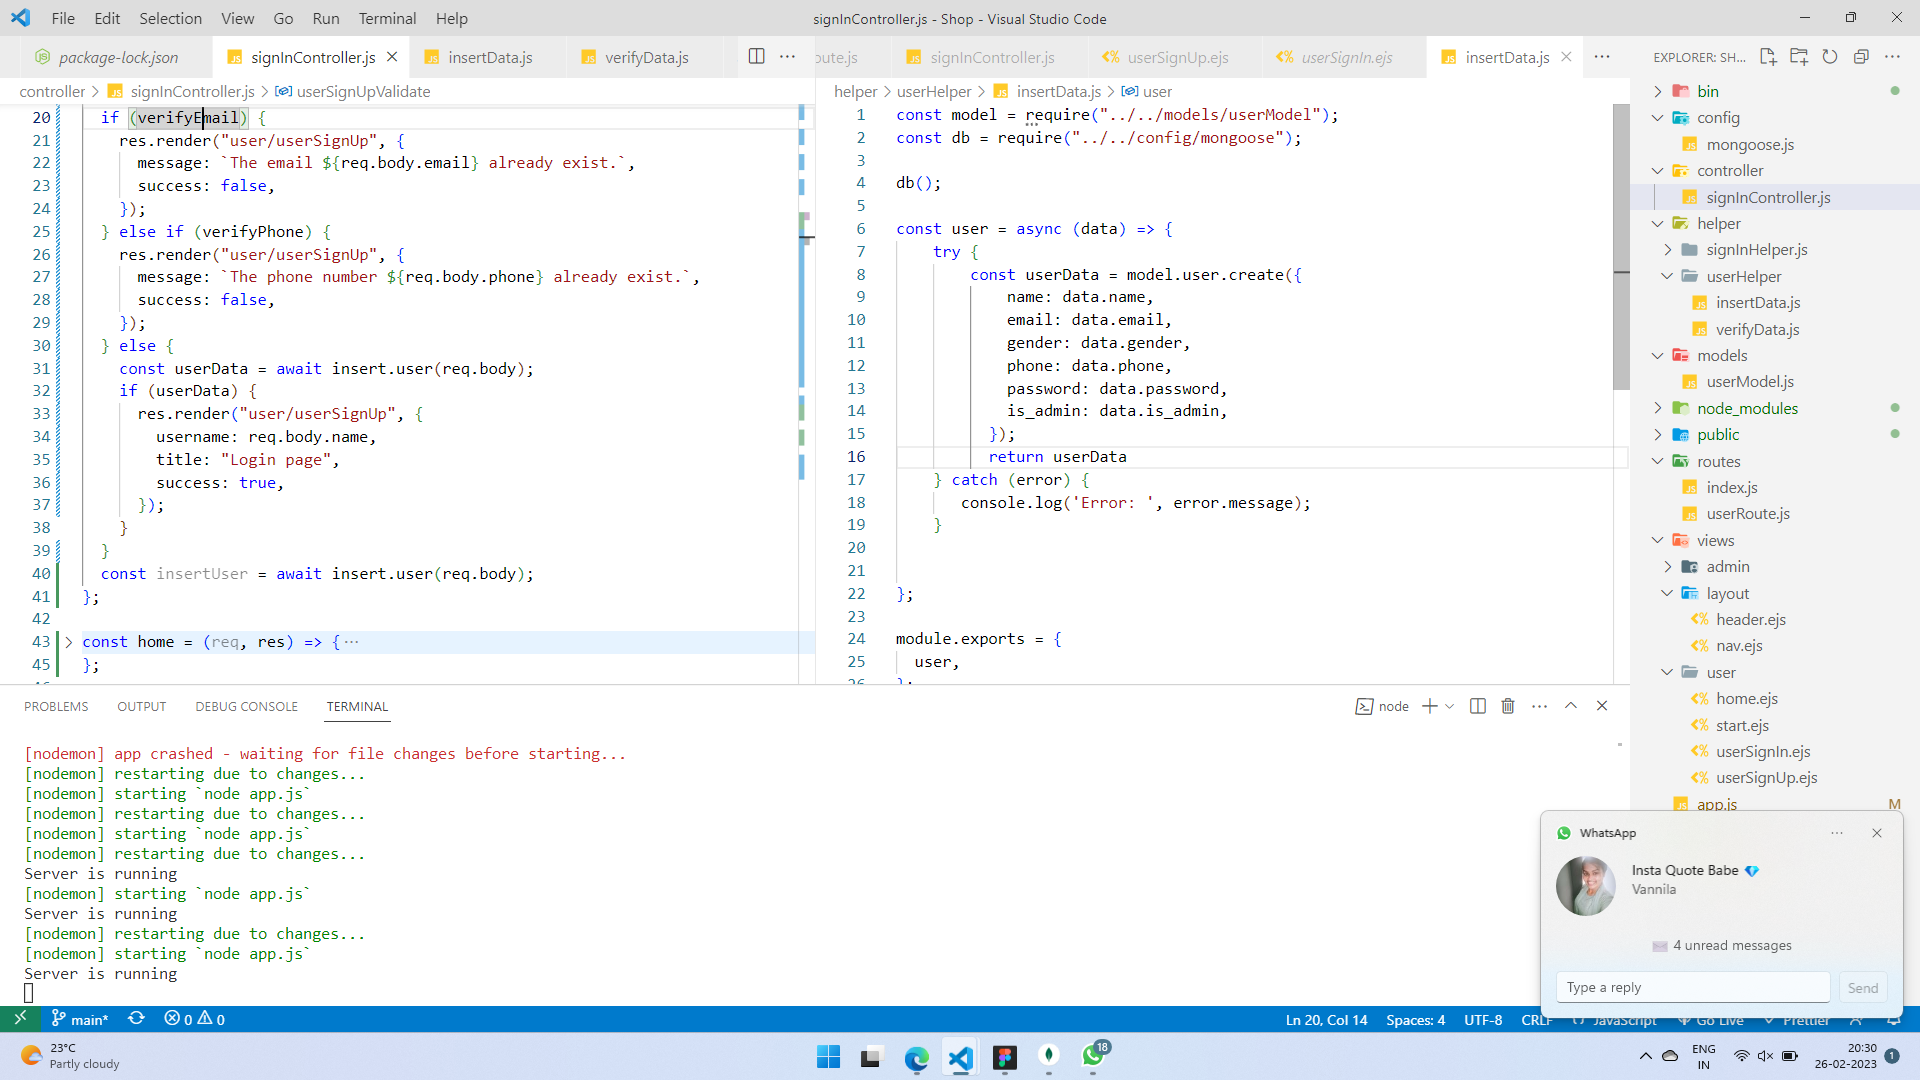 File Edit Selection View Go Run Terminal Help
signInController.js - Shop - Visual Studio Code
package-lock.json signInController.js insertData.js verifyData.js
oute.js signInController.js userSignUp.ejs userSignIn.ejs insertData.js
EXPLORER: SH...
controller > signInController.js > userSignUpValidate
20 if (verifyEmail) {
21 res.render("user/userSignUp", {
22 message: `The email ${req.body.email} already exist.`,
23 success: false,
24 });
25 } else if (verifyPhone) {
26 res.render("user/userSignUp", {
27 message: `The phone number ${req.body.phone} already exist.`,
28 success: false,
29 });
30 } else {
31 const userData = await insert.user(req.body);
32 if (userData) {
33 res.render("user/userSignUp", {
34 username: req.body.name,
35 title: "Login page",
36 success: true,
37 });
38 }
39 }
40 const insertUser = await insert.user(req.body);
41 };
42
43 const home = (req, res) => {···
45 };
helper > userHelper > insertData.js > user
1 const model = require("../../models/userModel");
2 const db = require("../../config/mongoose");
3
4 db();
5
6 const user = async (data) => {
7 try {
8 const userData = model.user.create({
9 name: data.name,
10 email: data.email,
11 gender: data.gender,
12 phone: data.phone,
13 password: data.password,
14 is_admin: data.is_admin,
15 });
16 return userData
17 } catch (error) {
18 console.log('Error: ', error.message);
19 }
20
21
22 };
23
24 module.exports = {
25 user,
26 };
bin
config
mongoose.js
controller
signInController.js
helper
signInHelper.js
userHelper
insertData.js
verifyData.js
models
userModel.js
node_modules
public
routes
index.js
userRoute.js
views
admin
layout
header.ejs
nav.ejs
user
home.ejs
start.ejs
userSignIn.ejs
userSignUp.ejs
app.js M
PROBLEMS OUTPUT DEBUG CONSOLE TERMINAL
node
[nodemon] app crashed - waiting for file changes before starting...
[nodemon] restarting due to changes...
[nodemon] starting `node app.js`
[nodemon] restarting due to changes...
[nodemon] starting `node app.js`
[nodemon] restarting due to changes...
Server is running
[nodemon] starting `node app.js`
Server is running
[nodemon] restarting due to changes...
[nodemon] starting `node app.js`
Server is running
WhatsApp
Insta Quote Babe
Vannila
4 unread messages
Type a reply
Send
main* 0 0
Ln 20, Col 14 Spaces: 4 UTF-8 CRLF JavaScript Go Live Prettier
23°C
Partly cloudy
18
ENG
IN
20:30
26-02-2023
1